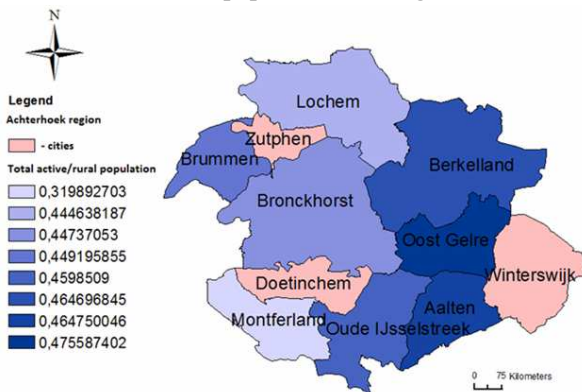 N
Legend
Achterhoek region
- cities
Total active/rural population
0,319892703
0,444638187
0,44737053
0,449195855
0,4598509
0,464696845
0,464750046
0,475587402
Lochem
Zutphen
Brummen
Berkelland
Bronckhorst
Oost Gelre
Winterswijk
Doetinchem
Aalten
Montferland
Oude IJsselstreek
0 75 Kilometers